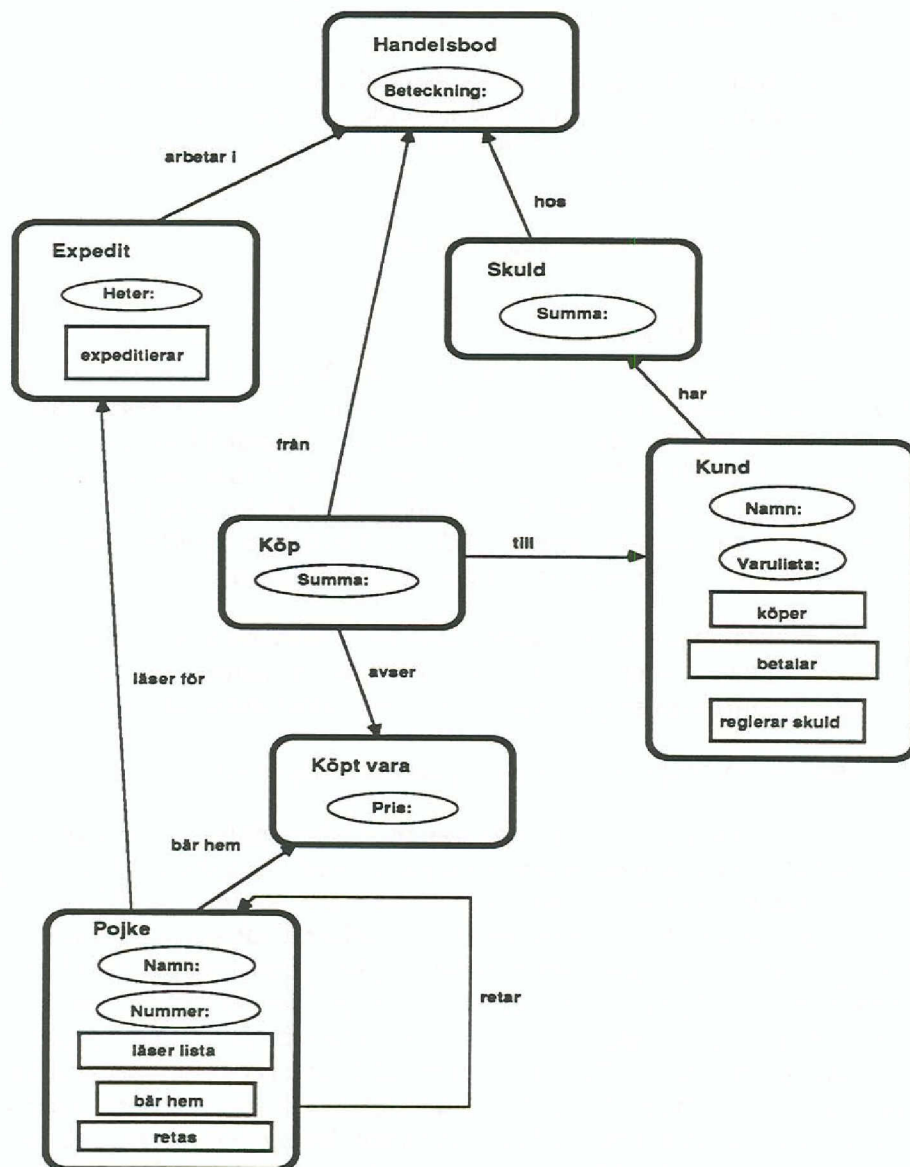 Handelsbod
Beteckning:
arbetar i
hos
Expedit
Heter:
expeditierar
Skuld
Summa:
har
från
Kund
Namn:
Varulista:
köper
betalar
reglerar skuld
Köp
Summa:
till
läser för
avser
Köpt vara
Pris:
bär hem
Pojke
Namn:
Nummer:
läser lista
bär hem
retas
retar